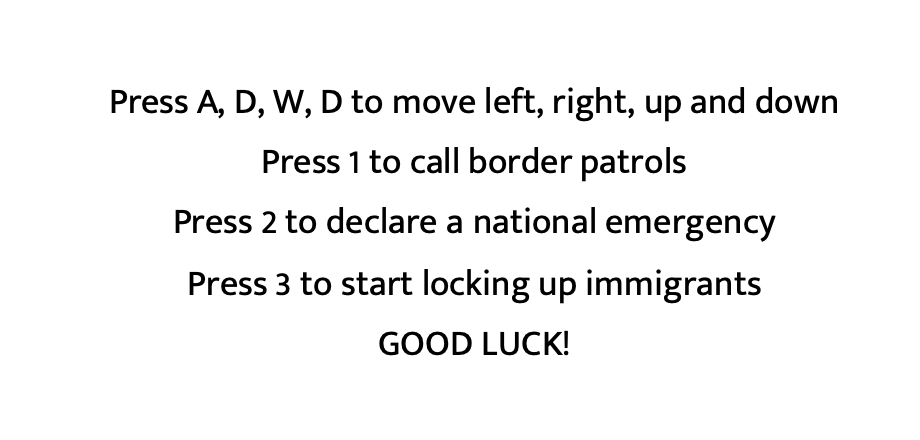 Press A, D, W, D to move left, right, up and down
Press 1 to call border patrols
Press 2 to declare a national emergency
Press 3 to start locking up immigrants
GOOD LUCK!